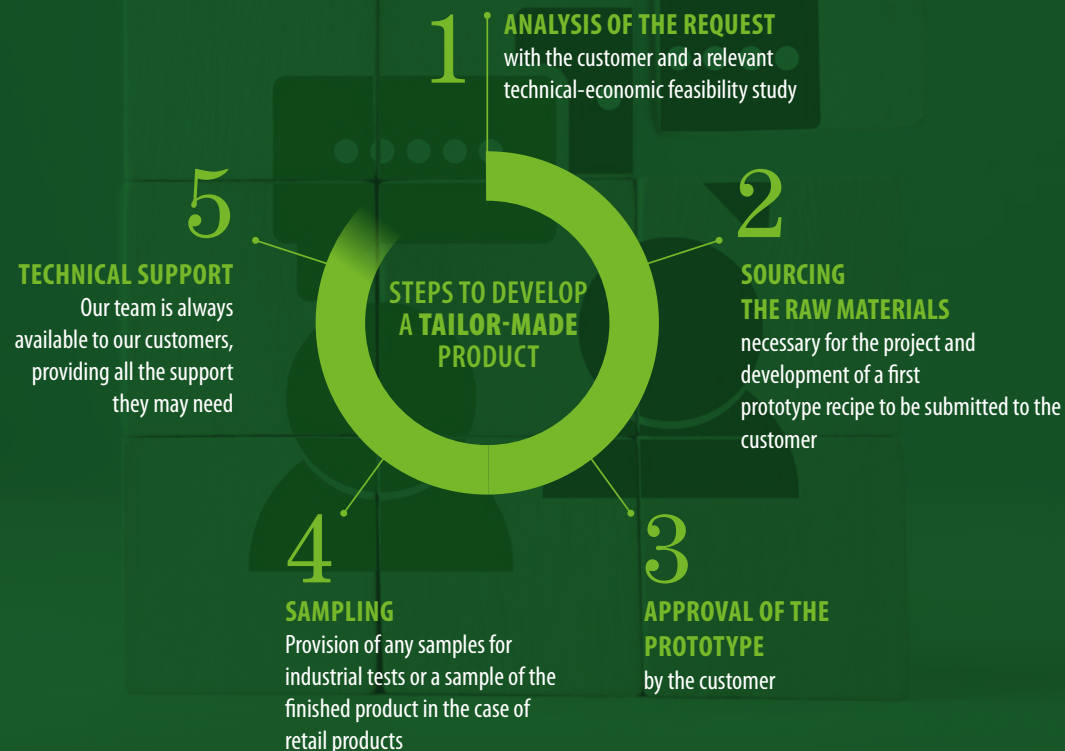 1
ANALYSIS OF THE REQUEST
with the customer and a relevant
technical-economic feasibility study
2
SOURCING
THE RAW MATERIALS
necessary for the project and
development of a first
prototype recipe to be submitted to the
customer
3
APPROVAL OF THE
PROTOTYPE
by the customer
4
SAMPLING
Provision of any samples for
industrial tests or a sample of the
finished product in the case of
retail products
5
TECHNICAL SUPPORT
Our team is always
available to our customers,
providing all the support
they may need
STEPS TO DEVELOP
A TAILOR-MADE
PRODUCT